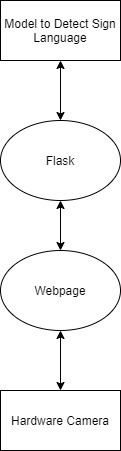 Model to Detect Sign
Language
Flask
Webpage
Hardware Camera